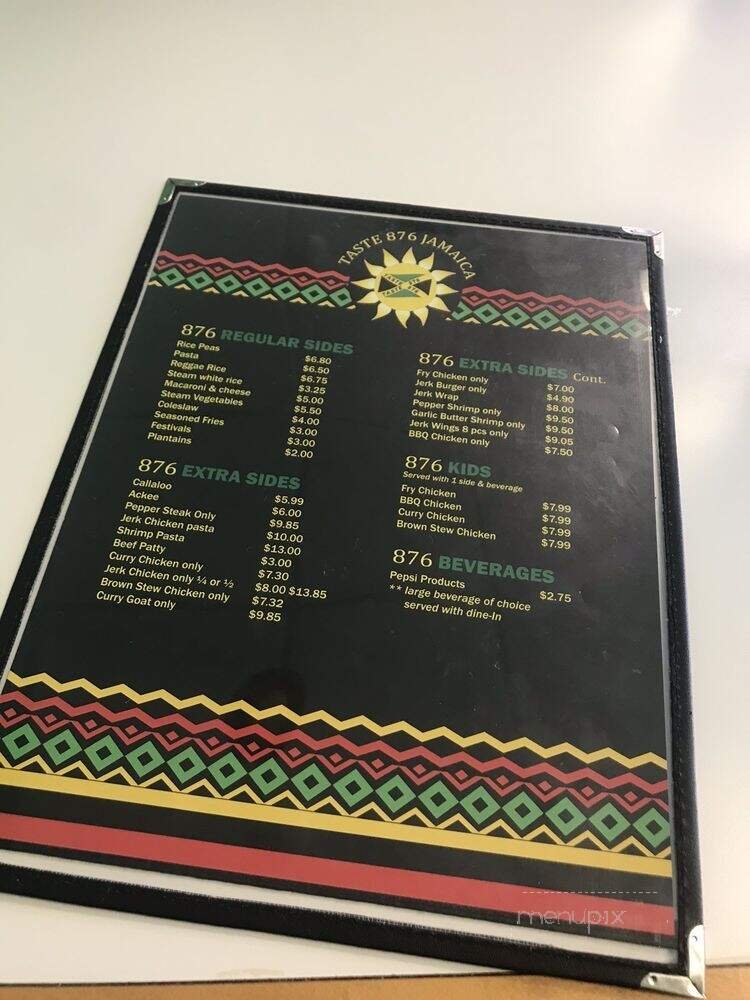 TASTE 876 JAMAICA
TASTE 876
TASTE 876
876 REGULAR SIDES
Rice Peas $6.80
Pasta $6.50
Reggae Rice $6.75
Steam white rice $3.25
Macaroni & cheese $5.00
Steam Vegetables $5.50
Coleslaw $4.00
Seasoned Fries $3.00
Festivals $3.00
Plantains $2.00
876 EXTRA SIDES
Callaloo $5.99
Ackee $6.00
Pepper Steak Only $9.85
Jerk Chicken pasta $10.00
Shrimp Pasta $13.00
Beef Patty $3.00
Curry Chicken only $7.30
Jerk Chicken only ¼ or ½ $8.00 $13.85
Brown Stew Chicken only $7.32
Curry Goat only $9.85
876 EXTRA SIDES Cont.
Fry Chicken only $7.00
Jerk Burger only $4.90
Jerk Wrap $8.00
Pepper Shrimp only $9.50
Garlic Butter Shrimp only $9.50
Jerk Wings 8 pcs only $9.05
BBQ Chicken only $7.50
876 KIDS
Served with 1 side & beverage
Fry Chicken $7.99
BBQ Chicken $7.99
Curry Chicken $7.99
Brown Stew Chicken $7.99
876 BEVERAGES
Pepsi Products $2.75
** large beverage of choice
served with dine-In
menupix